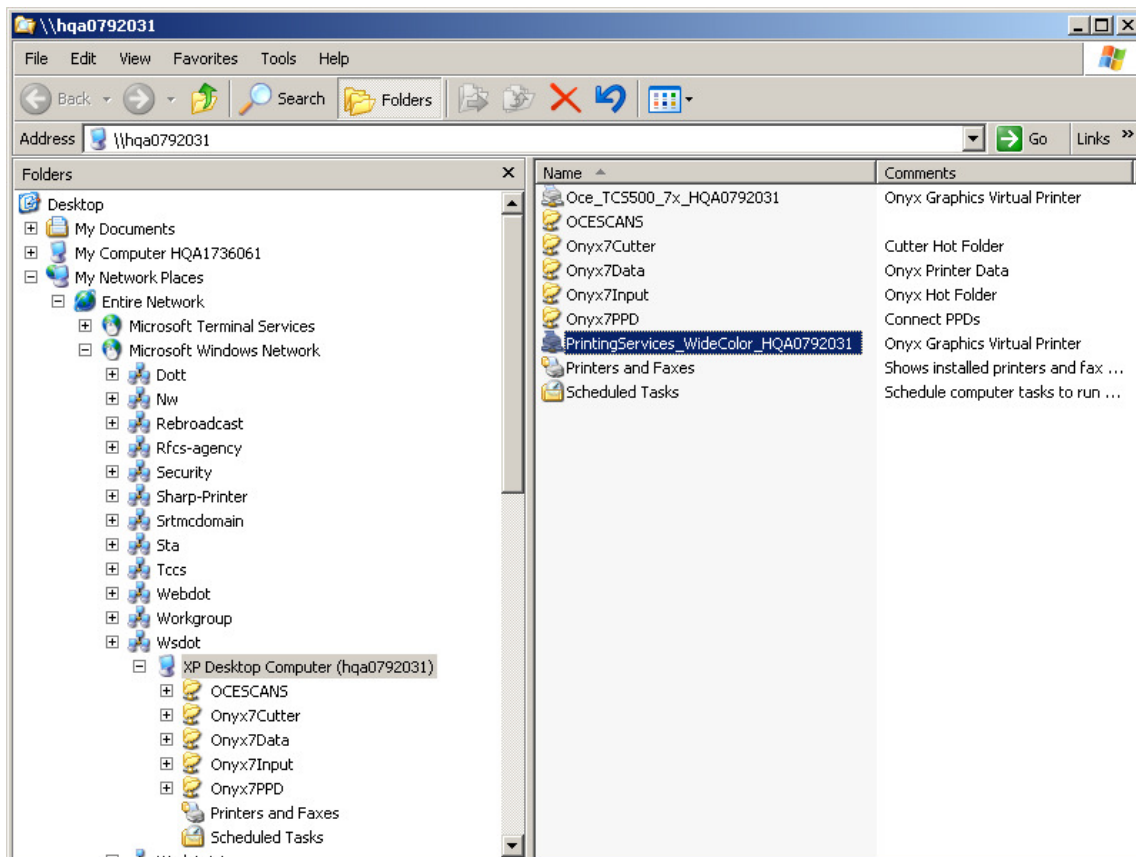 \\hqa0792031
File Edit View Favorites Tools Help
Back Search Folders
Address \\hqa0792031 Go Links »
Folders
Desktop
My Documents
My Computer HQA1736061
My Network Places
Entire Network
Microsoft Terminal Services
Microsoft Windows Network
Dott
Nw
Rebroadcast
Rfcs-agency
Security
Sharp-Printer
Srtmcdomain
Sta
Tccs
Webdot
Workgroup
Wsdot
XP Desktop Computer (hqa0792031)
OCESCANS
Onyx7Cutter
Onyx7Data
Onyx7Input
Onyx7PPD
Printers and Faxes
Scheduled Tasks
Name Comments
Oce_TCS500_7x_HQA0792031 Onyx Graphics Virtual Printer
OCESCANS
Onyx7Cutter Cutter Hot Folder
Onyx7Data Onyx Printer Data
Onyx7Input Onyx Hot Folder
Onyx7PPD Connect PPDs
PrintingServices_WideColor_HQA0792031 Onyx Graphics Virtual Printer
Printers and Faxes Shows installed printers and fax ...
Scheduled Tasks Schedule computer tasks to run ...